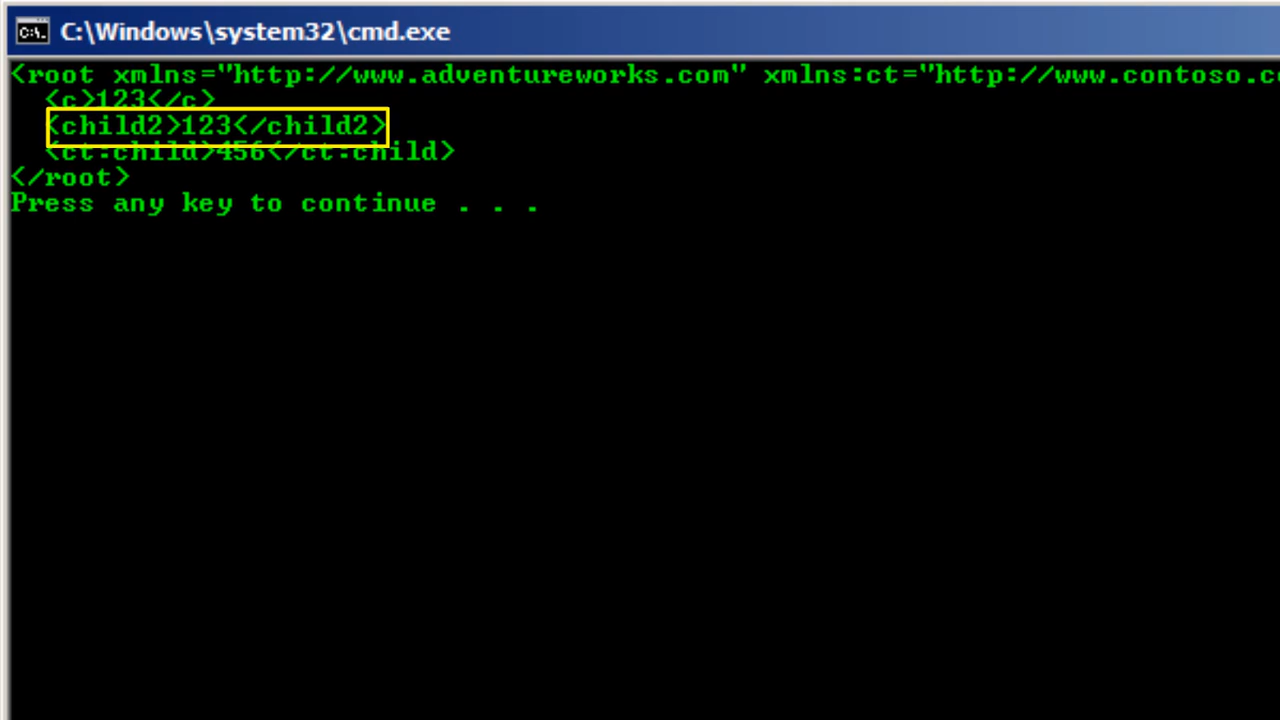 C:\Windows\system32\cmd.exe
<root xmlns="http://www.adventureworks.com" xmlns:ct="http://www.contoso.c
<c>123</c>
<child2>123</child2>
<ct:child>456</ct:child>
</root>
Press any key to continue . . .